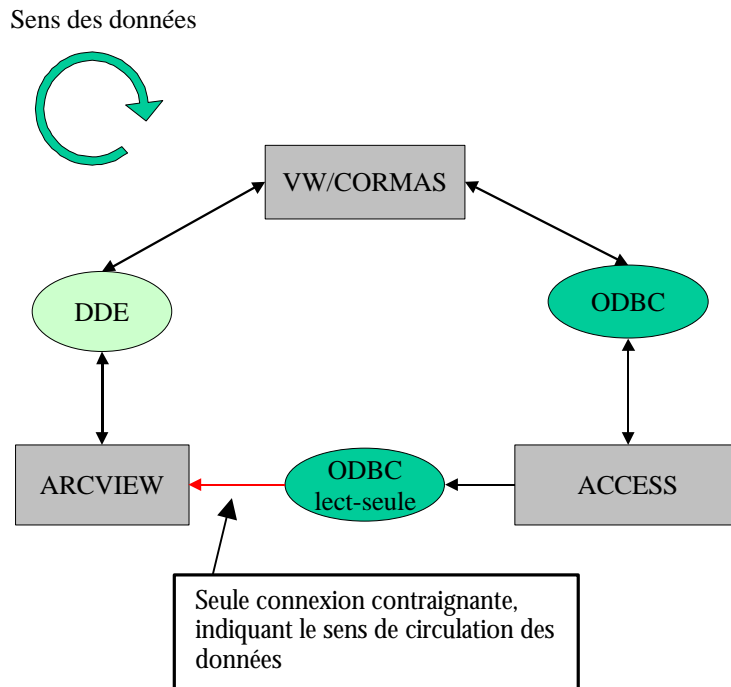 Sens des données
VW/CORMAS
DDE
ODBC
ARCVIEW
ODBC
lect-seule
ACCESS
Seule connexion contraignante,
indiquant le sens de circulation des
données